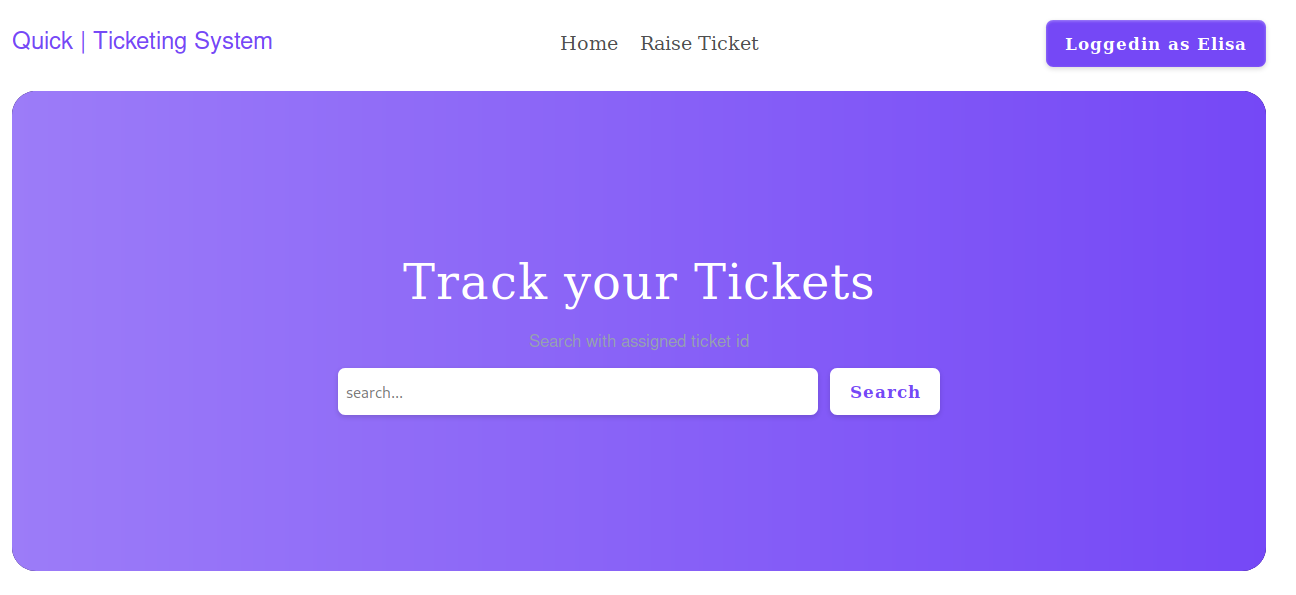 Quick | Ticketing System
Home
Raise Ticket
Loggedin as Elisa
Track your Tickets
Search with assigned ticket id
search...
Search